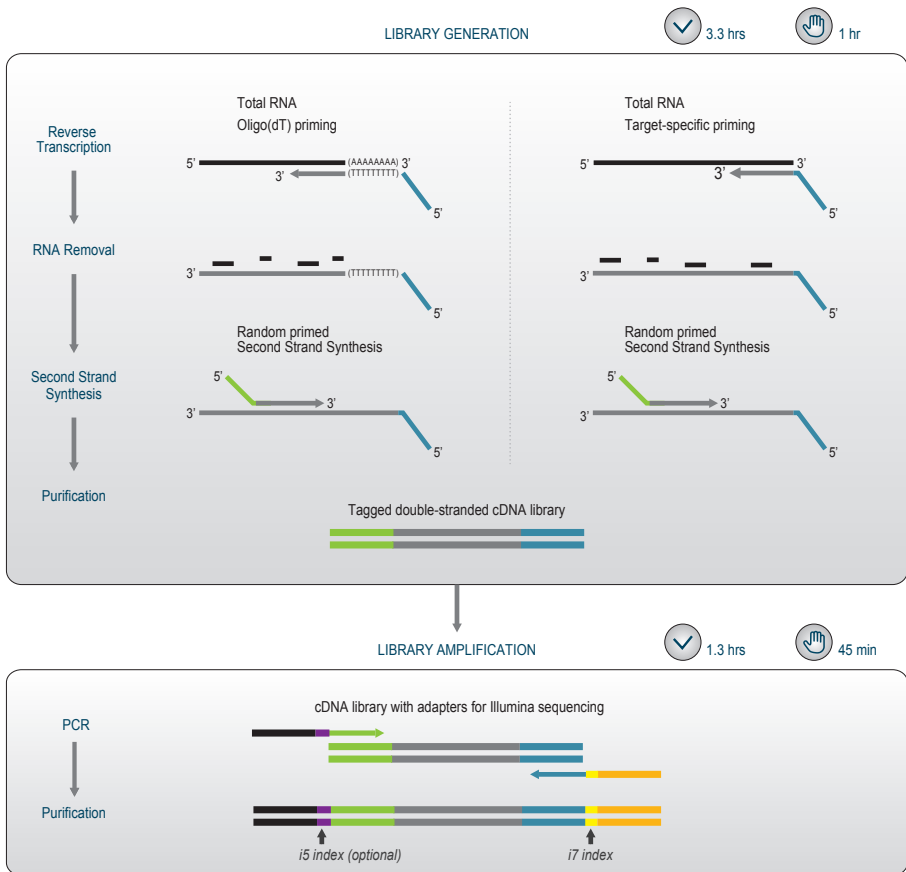 LIBRARY GENERATION
3.3 hrs
1 hr
Total RNA
Oligo(dT) priming
Total RNA
Target-specific priming
Reverse
Transcription
5’
(AAAAAAAA)
3’
3’
(TTTTTTTTT)
5’
5’
3’
3’
5’
RNA Removal
3’
(TTTTTTTTT)
5’
3’
5’
Random primed
Second Strand Synthesis
Random primed
Second Strand Synthesis
Second Strand
Synthesis
5’
3’
3’
5’
5’
3’
3’
5’
Purification
Tagged double-stranded cDNA library
LIBRARY AMPLIFICATION
1.3 hrs
45 min
cDNA library with adapters for Illumina sequencing
PCR
Purification
i5 index (optional)
i7 index